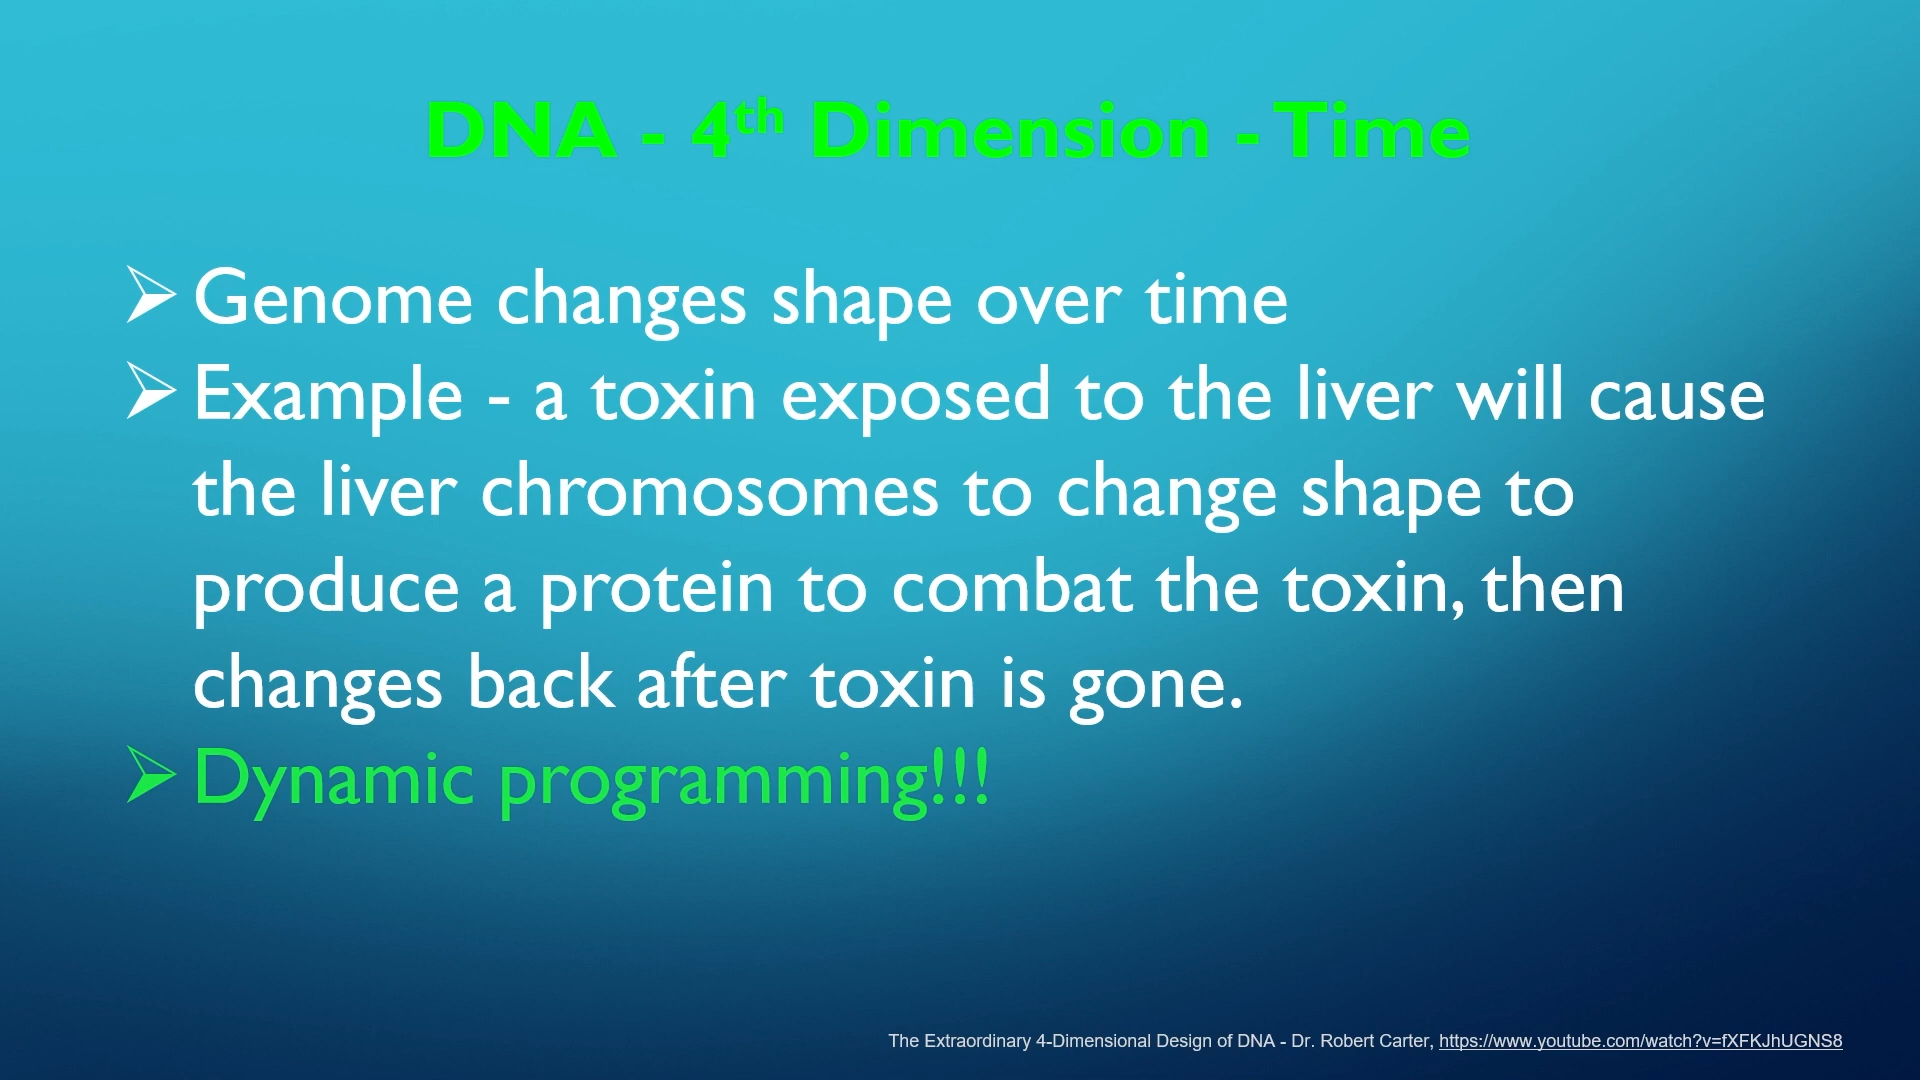 DNA - 4th Dimension - Time
➢ Genome changes shape over time
➢ Example - a toxin exposed to the liver will cause
the liver chromosomes to change shape to
produce a protein to combat the toxin, then
changes back after toxin is gone.
➢ Dynamic programming!!!
The Extraordinary 4-Dimensional Design of DNA - Dr. Robert Carter, https://www.youtube.com/watch?v=fXFKJhUGNS8